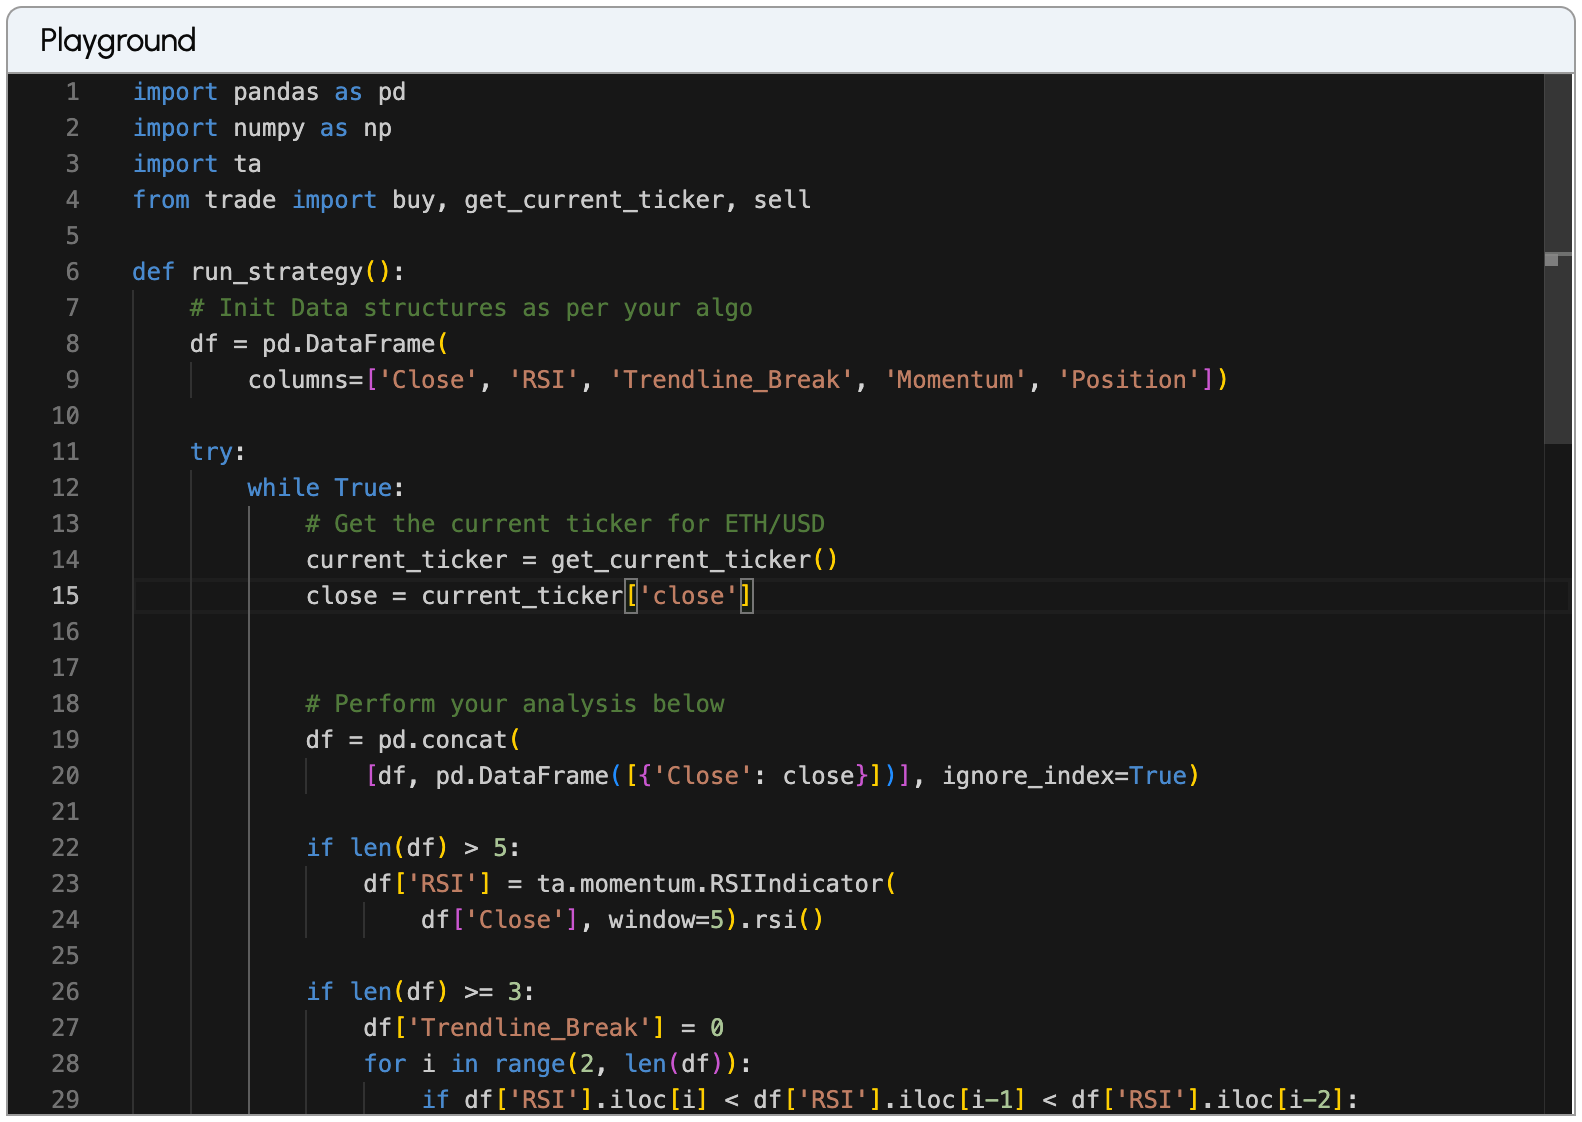 Playground
1 import pandas as pd
2 import numpy as np
3 import ta
4 from trade import buy, get_current_ticker, sell
5
6 def run_strategy():
7     # Init Data structures as per your algo
8     df = pd.DataFrame(
9         columns=['Close', 'RSI', 'Trendline_Break', 'Momentum', 'Position'])
10
11     try:
12         while True:
13             # Get the current ticker for ETH/USD
14             current_ticker = get_current_ticker()
15             close = current_ticker['close']
16
17
18             # Perform your analysis below
19             df = pd.concat(
20                 [df, pd.DataFrame([{'Close': close}])], ignore_index=True)
21
22             if len(df) > 5:
23                 df['RSI'] = ta.momentum.RSIIndicator(
24                     df['Close'], window=5).rsi()
25
26             if len(df) >= 3:
27                 df['Trendline_Break'] = 0
28                 for i in range(2, len(df)):
29                     if df['RSI'].iloc[i] < df['RSI'].iloc[i-1] < df['RSI'].iloc[i-2]: